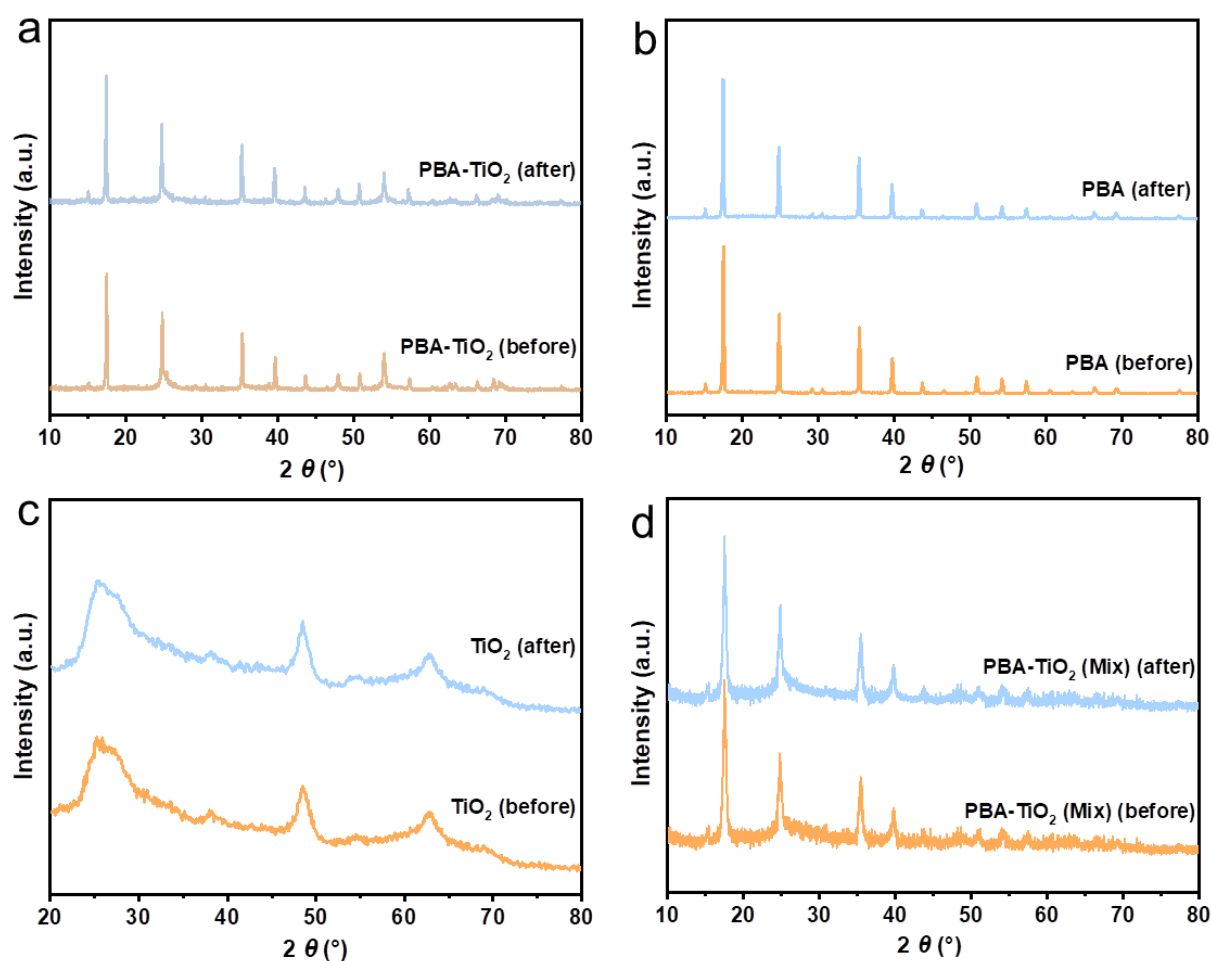 a
Intensity (a.u.)
PBA-TiO₂ (after)
PBA-TiO₂ (before)
10 20 30 40 50 60 70 80
2 θ (°)
b
Intensity (a.u.)
PBA (after)
PBA (before)
10 20 30 40 50 60 70 80
2 θ (°)
c
Intensity (a.u.)
TiO₂ (after)
TiO₂ (before)
20 30 40 50 60 70 80
2 θ (°)
d
Intensity (a.u.)
PBA-TiO₂ (Mix) (after)
PBA-TiO₂ (Mix) (before)
10 20 30 40 50 60 70 80
2 θ (°)